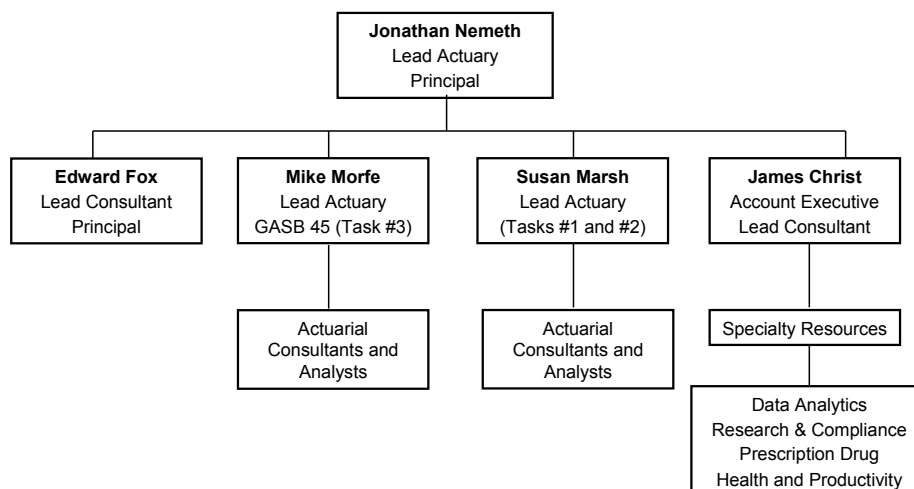 Jonathan Nemeth
Lead Actuary
Principal
Edward Fox
Lead Consultant
Principal
Mike Morfe
Lead Actuary
GASB 45 (Task #3)
Susan Marsh
Lead Actuary
(Tasks #1 and #2)
James Christ
Account Executive
Lead Consultant
Actuarial
Consultants and
Analysts
Actuarial
Consultants and
Analysts
Specialty Resources
Data Analytics
Research & Compliance
Prescription Drug
Health and Productivity